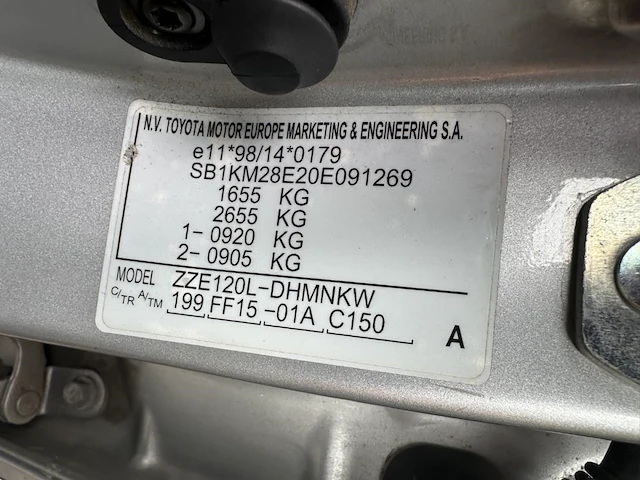 N.V. TOYOTA MOTOR EUROPE MARKETING & ENGINEERING S.A.
e11*98/14*0179
SB1KM28E20E091269
1655 KG
2655 KG
1- 0920 KG
2- 0905 KG
MODEL ZZE120L-DHMNKW
C/TR A/TM 199 FF15 -01A C150
A